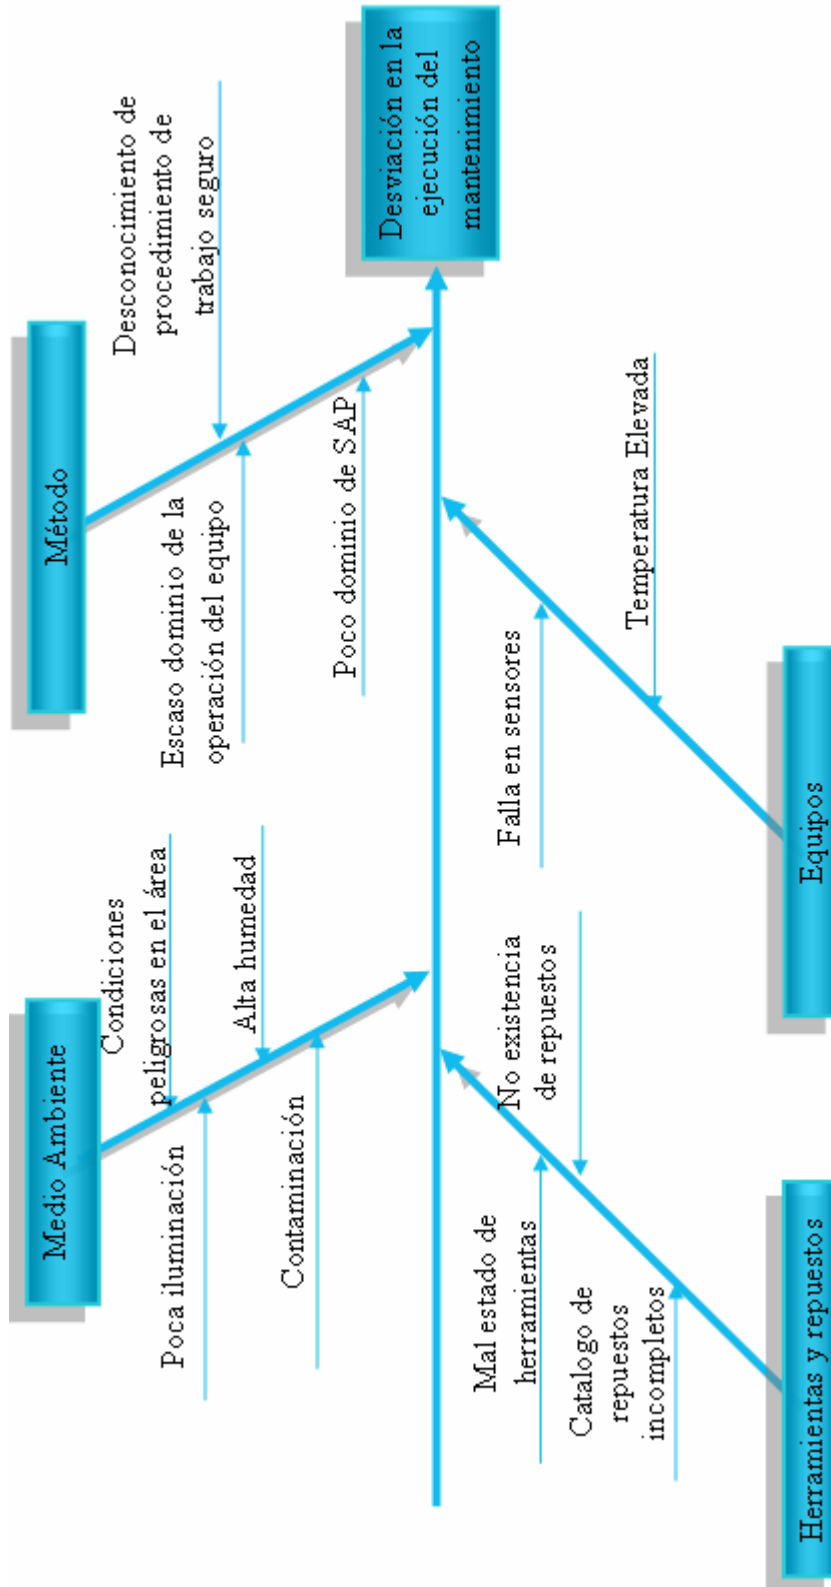 Medio Ambiente
Condiciones
peligrosas en el área
Poca iluminación
Alta humedad
Contaminación
Método
Desconocimiento de
procedimiento de
trabajo seguro
Escaso dominio de la
operación del equipo
Poco dominio de SAP
Desviación en la
ejecución del
mantenimiento
Mal estado de
herramientas
No existencia
de repuestos
Catalogo de
repuestos
incompletos
Herramientas y repuestos
Falla en sensores
Temperatura Elevada
Equipos